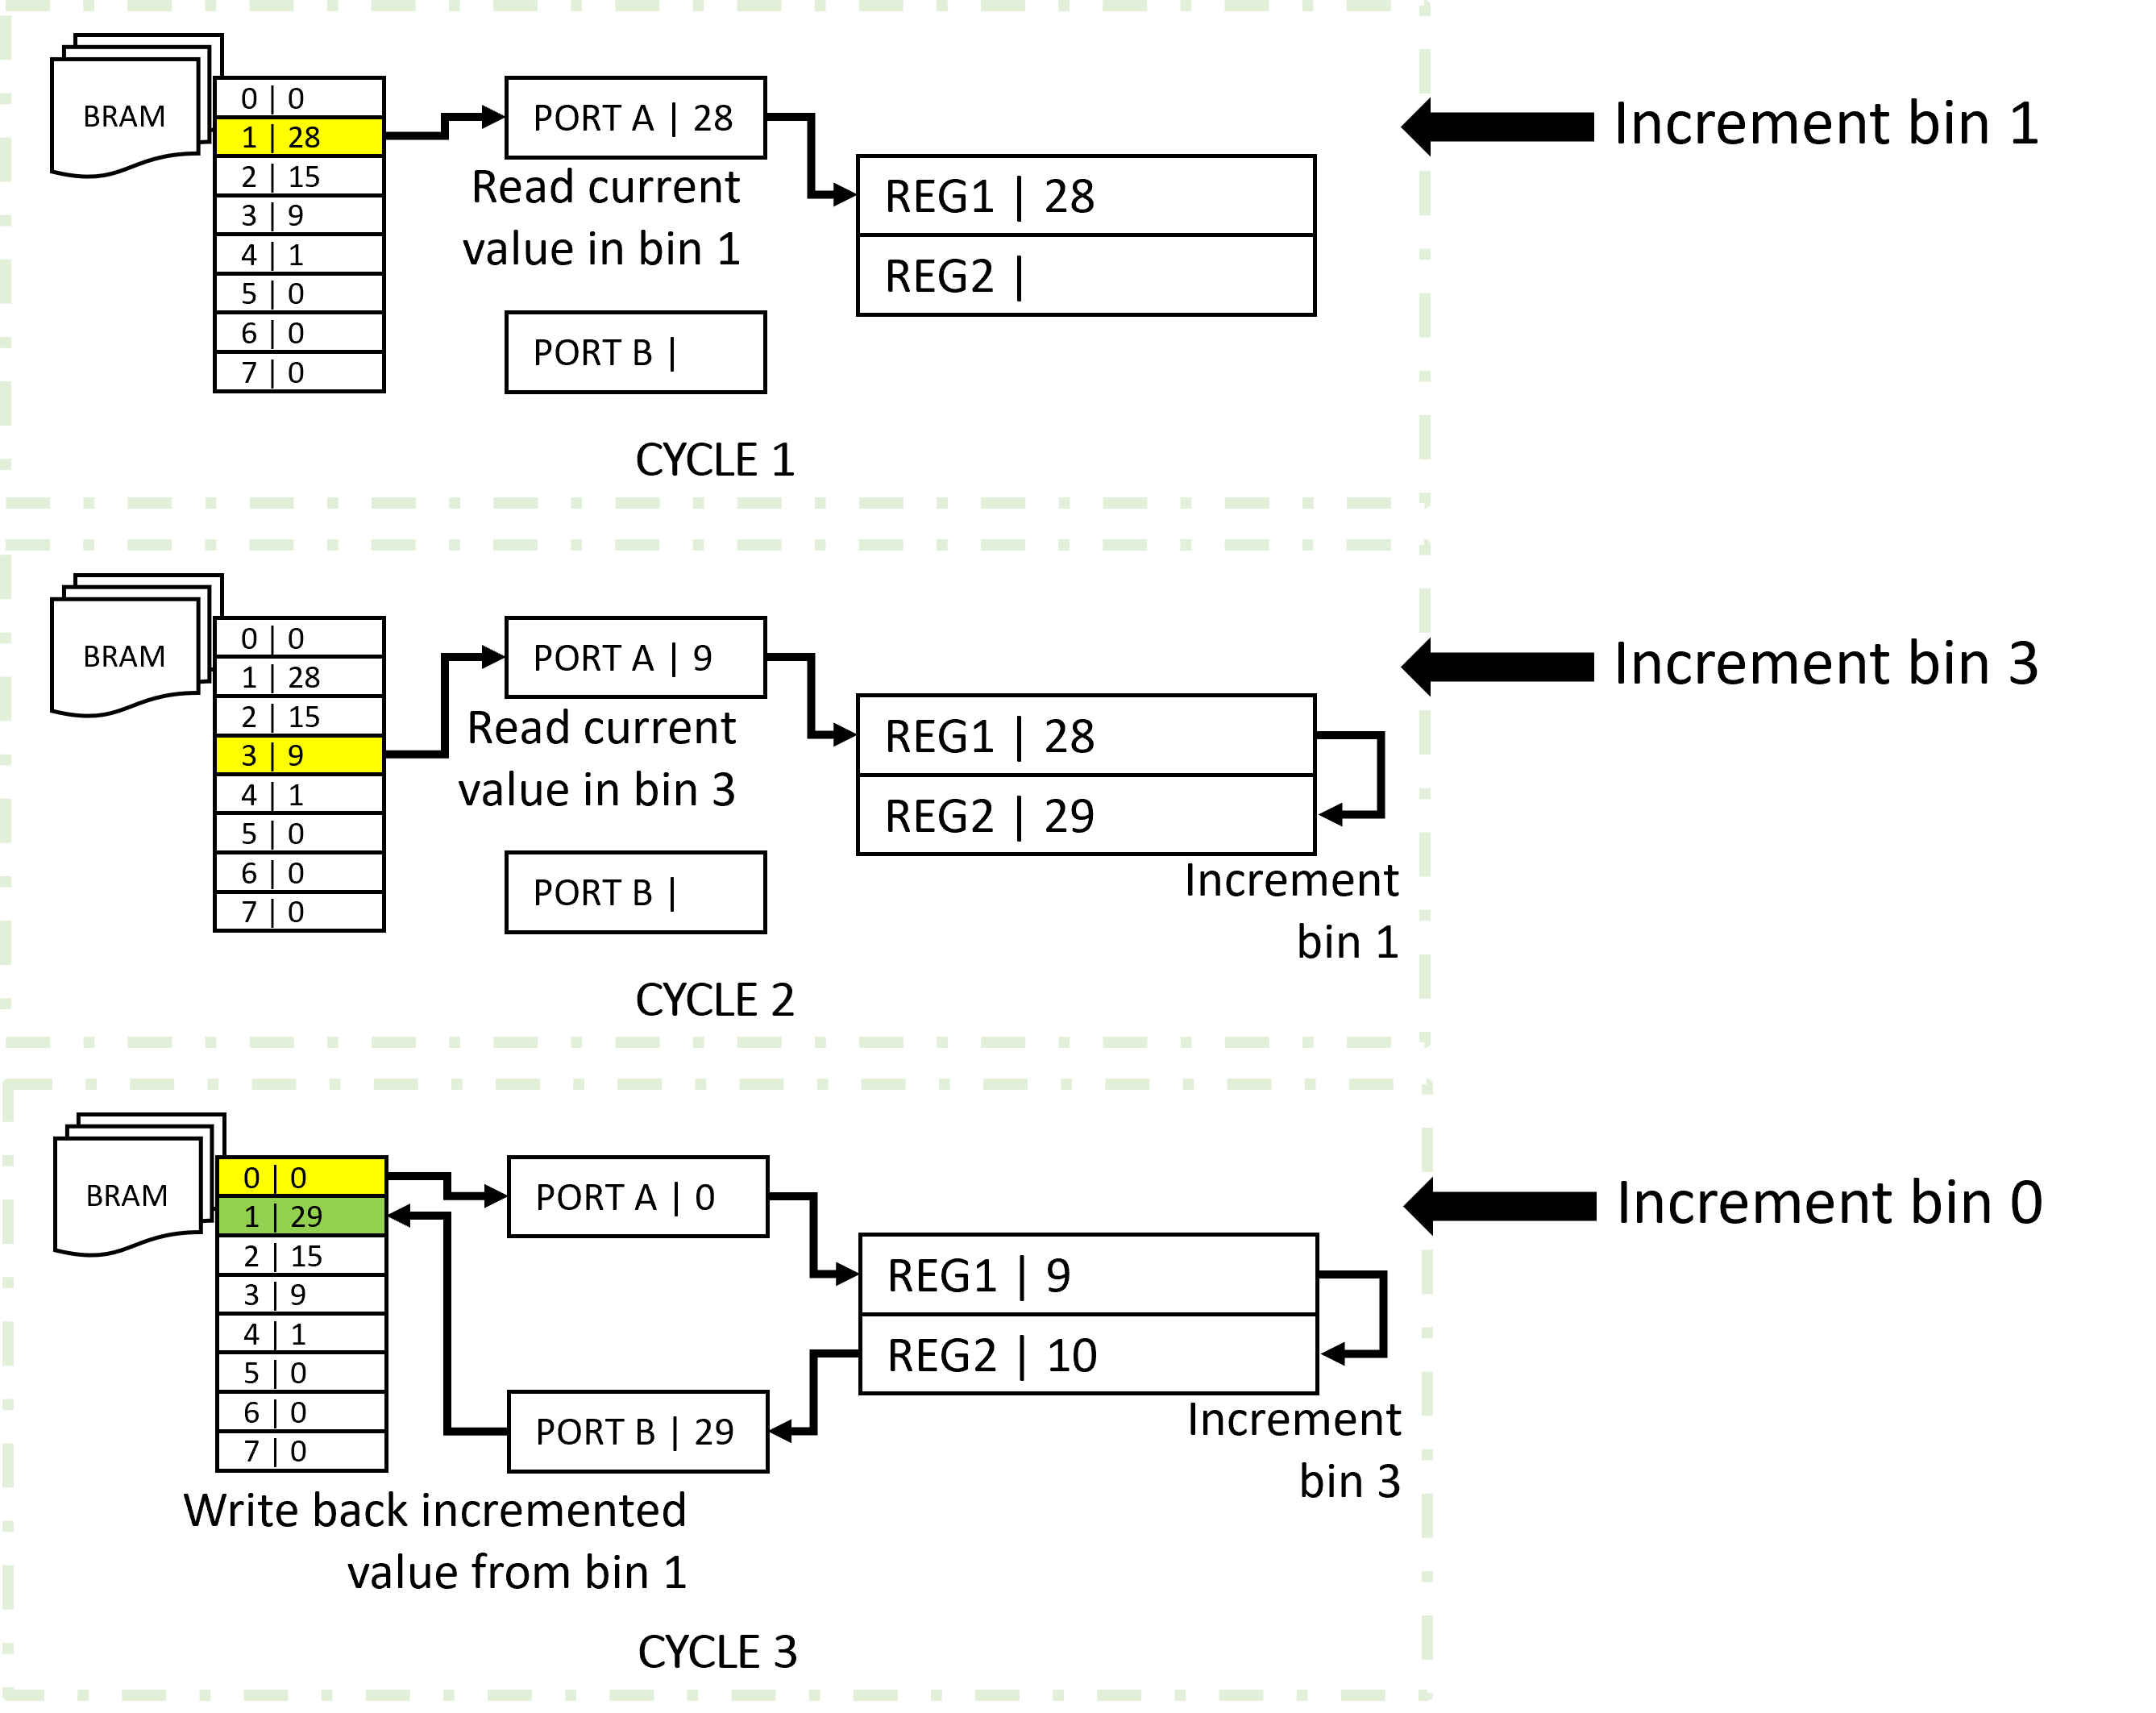 BRAM
0 | 0
1 | 28
2 | 15
3 | 9
4 | 1
5 | 0
6 | 0
7 | 0
PORT A | 28
Read current
value in bin 1
PORT B |
REG1 | 28
REG2 |
Increment bin 1
CYCLE 1
BRAM
0 | 0
1 | 28
2 | 15
3 | 9
4 | 1
5 | 0
6 | 0
7 | 0
PORT A | 9
Read current
value in bin 3
PORT B |
REG1 | 28
REG2 | 29
Increment
bin 1
Increment bin 3
CYCLE 2
BRAM
0 | 0
1 | 29
2 | 15
3 | 9
4 | 1
5 | 0
6 | 0
7 | 0
PORT A | 0
PORT B | 29
REG1 | 9
REG2 | 10
Increment
bin 3
Increment bin 0
Write back incremented
value from bin 1
CYCLE 3